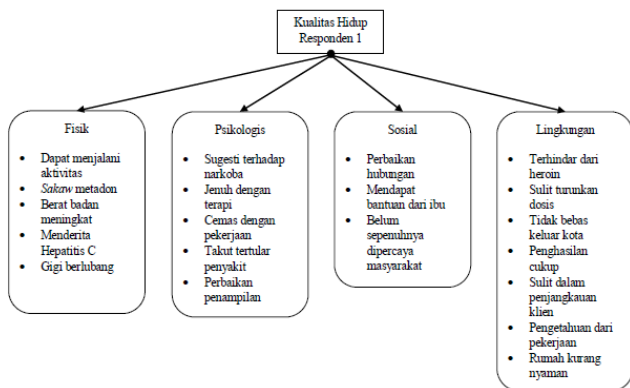 Kualitas Hidup
Responden 1
Fisik
• Dapat menjalani
aktivitas
• Sakaw metadon
• Berat badan
meningkat
• Menderita
Hepatitis C
• Gigi berlubang
Psikologis
• Sugesti terhadap
narkoba
• Jenuh dengan
terapi
• Cemas dengan
pekerjaan
• Takut tertular
penyakit
• Perbaikan
penampilan
Sosial
• Perbaikan
hubungan
• Mendapat
bantuan dari ibu
• Belum
sepenuhnya
dipercaya
masyarakat
Lingkungan
• Terhindar dari
heroin
• Sulit turunkan
dosis
• Tidak bebas
keluar kota
• Penghasilan
cukup
• Sulit dalam
penjangkauan
klien
• Pengetahuan dari
pekerjaan
• Rumah kurang
nyaman